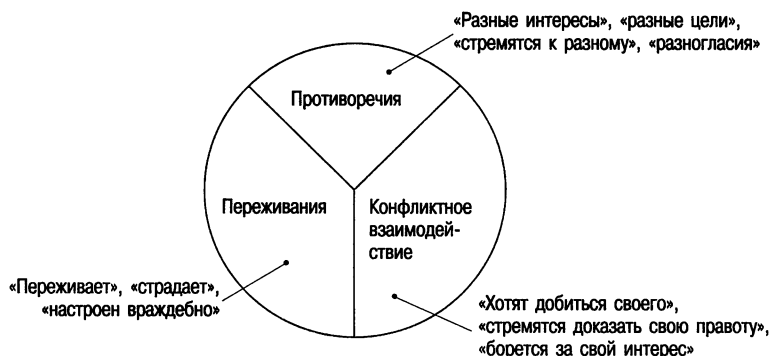 «Разные интересы», «разные цели»,
«стремятся к разному», «разногласия»
Противоречия
Переживания
Конфликтное
взаимодей-
ствие
«Переживает», «страдает»,
«настроен враждебно»
«Хотят добиться своего»,
«стремятся доказать свою правоту»,
«борется за свой интерес»